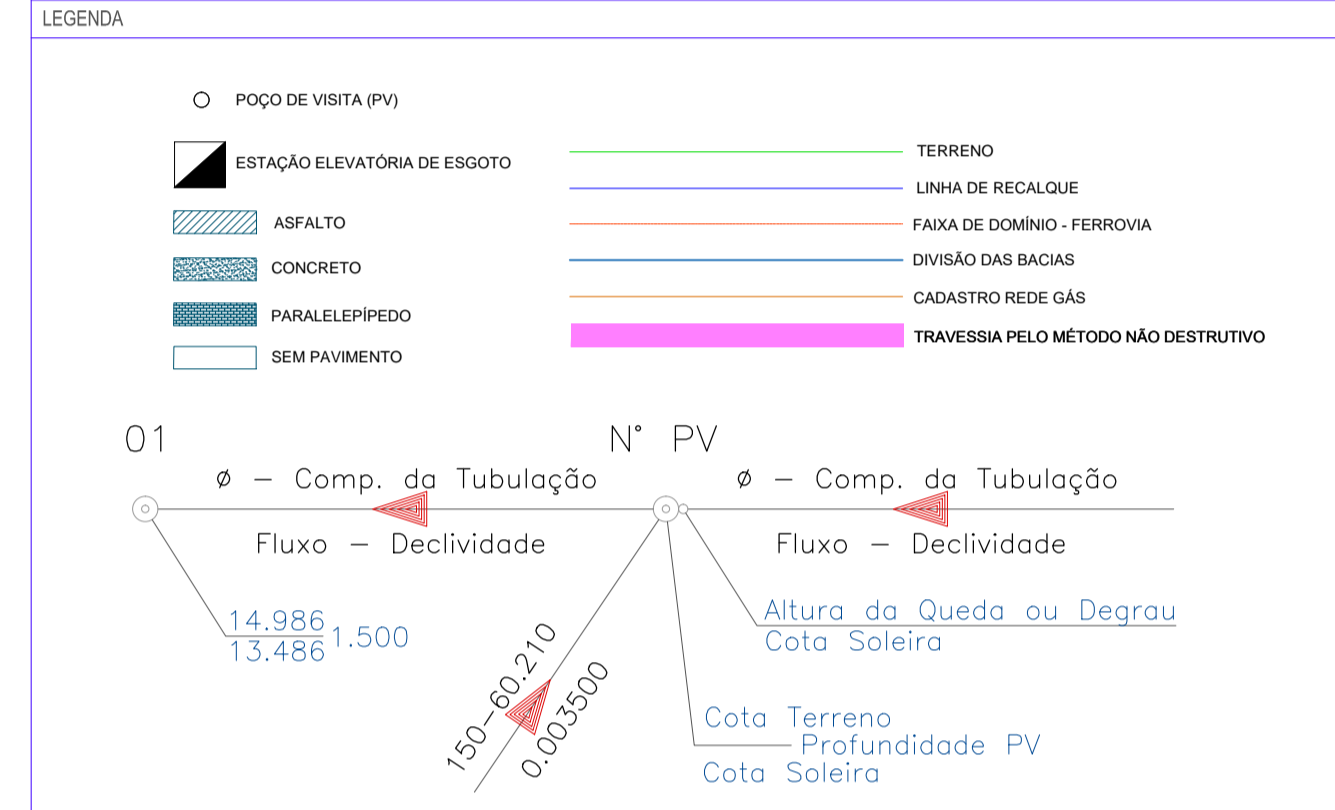 LEGENDA
POÇO DE VISITA (PV)
ESTAÇÃO ELEVATÓRIA DE ESGOTO
ASFALTO
CONCRETO
PARALELEPÍPEDO
SEM PAVIMENTO
TERRENO
LINHA DE RECALQUE
FAIXA DE DOMÍNIO - FERROVIA
DIVISÃO DAS BACIAS
CADASTRO REDE GÁS
TRAVESSIA PELO MÉTODO NÃO DESTRUTIVO
01
N° PV
Ø - Comp. da Tubulação
Ø - Comp. da Tubulação
Fluxo - Declividade
Fluxo - Declividade
14.986
13.486
1.500
150-60.210
0.003500
Altura da Queda ou Degrau
Cota Soleira
Cota Terreno
Profundidade PV
Cota Soleira